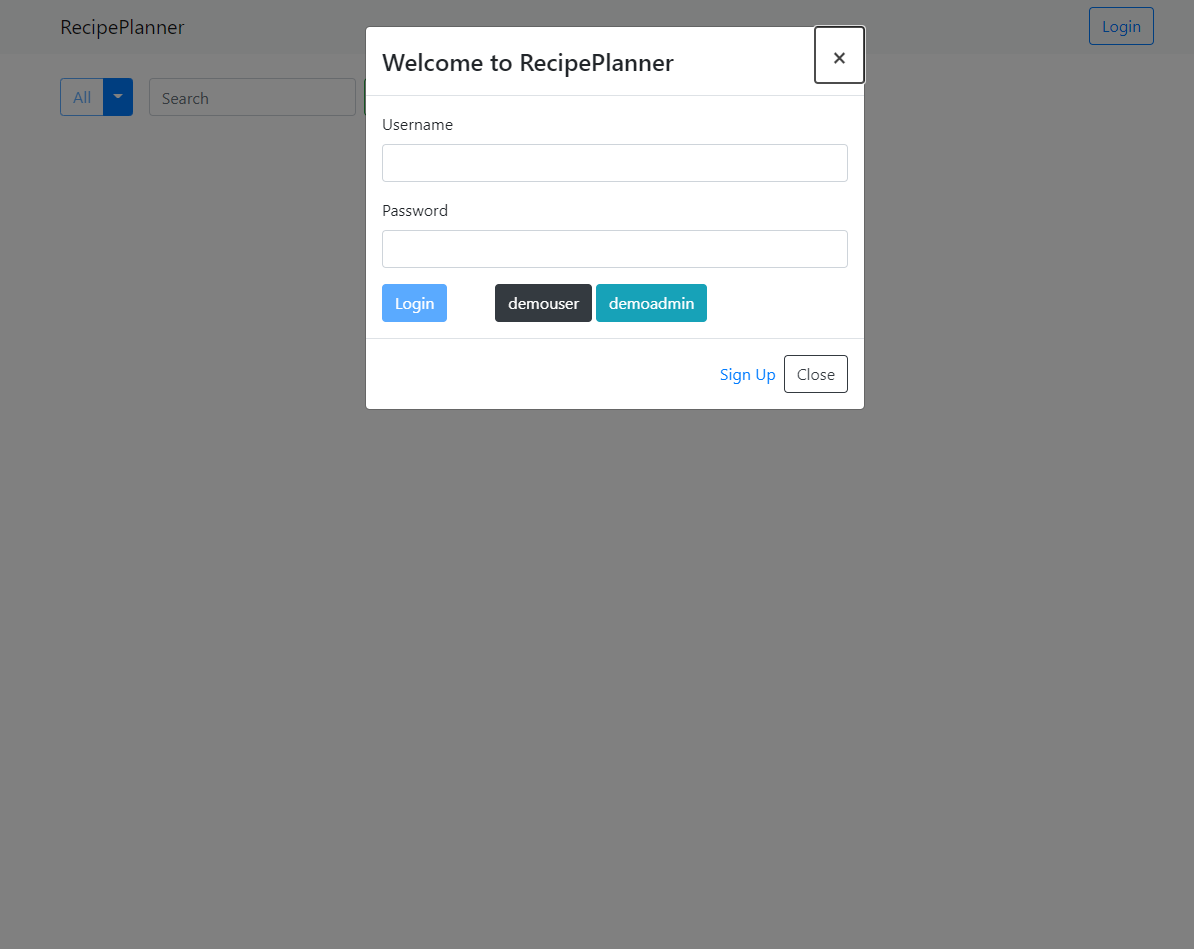 RecipePlanner
Login
All
Search
Welcome to RecipePlanner
×
Username
Password
Login
demouser
demoadmin
Sign Up
Close